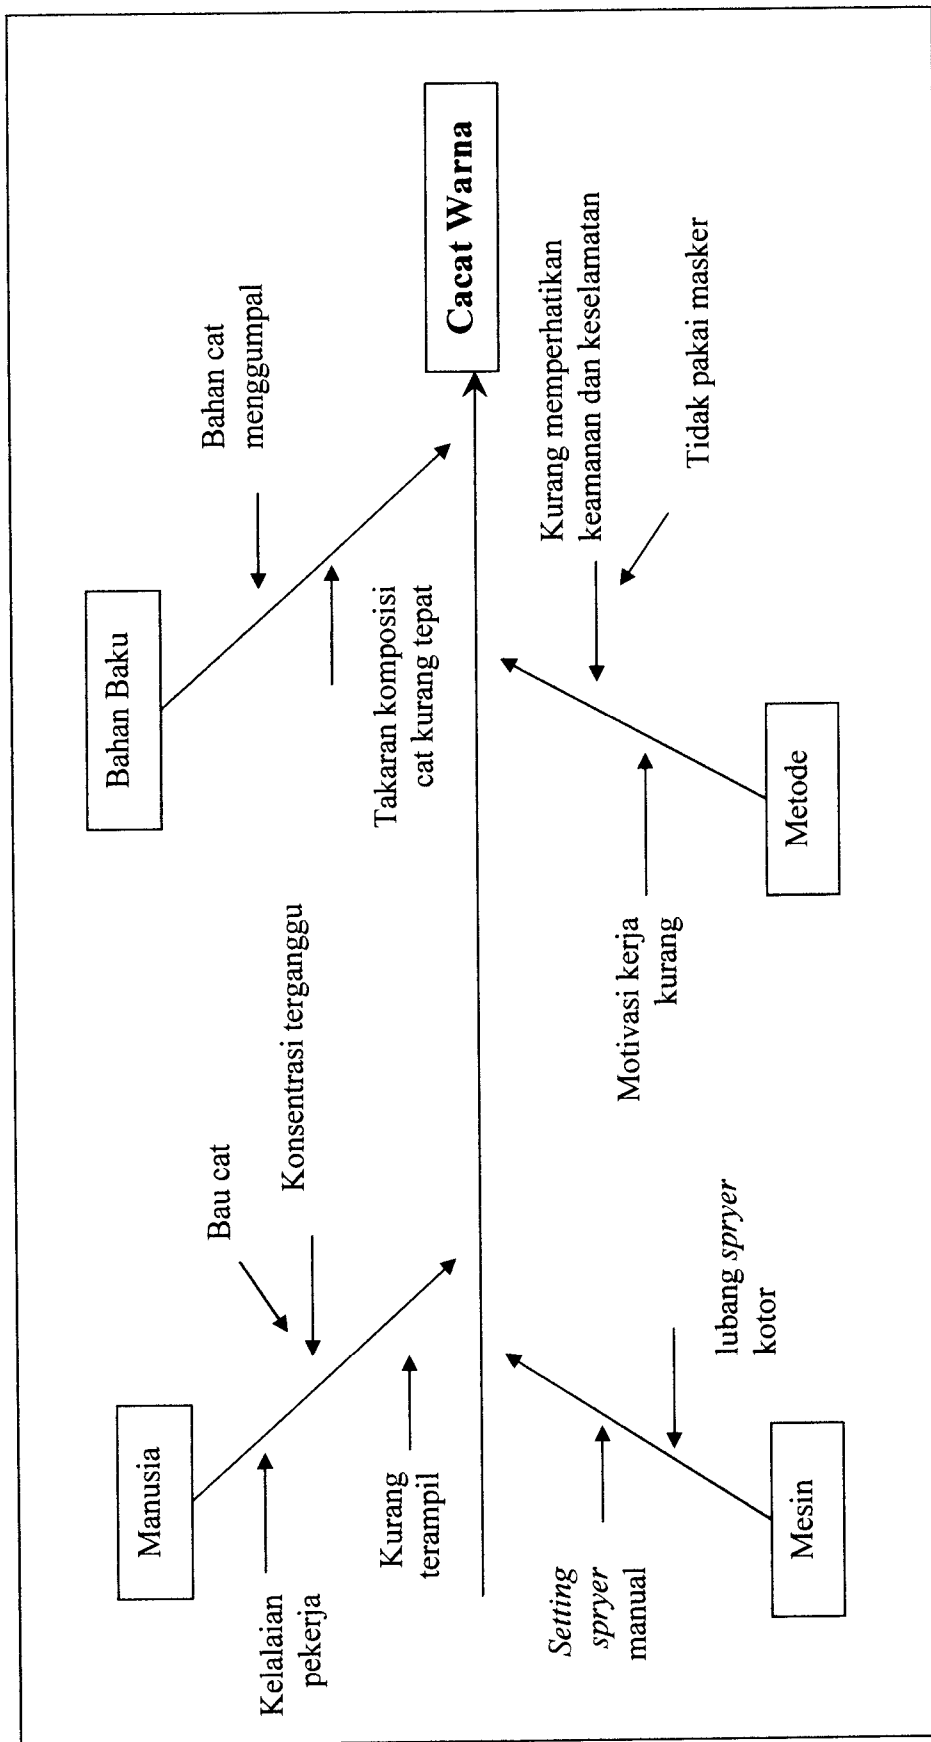 Manusia
Bahan Baku
Bau cat
Konsentrasi terganggu
Kelalaian
pekerja
Kurang
terampil
Bahan cat
menggumpal
Takaran komposisi
cat kurang tepat
Cacat Warna
Setting
spryer
manual
lubang spryer
kotor
Mesin
Motivasi kerja
kurang
Kurang memperhatikan
keamanan dan keselamatan
Tidak pakai masker
Metode